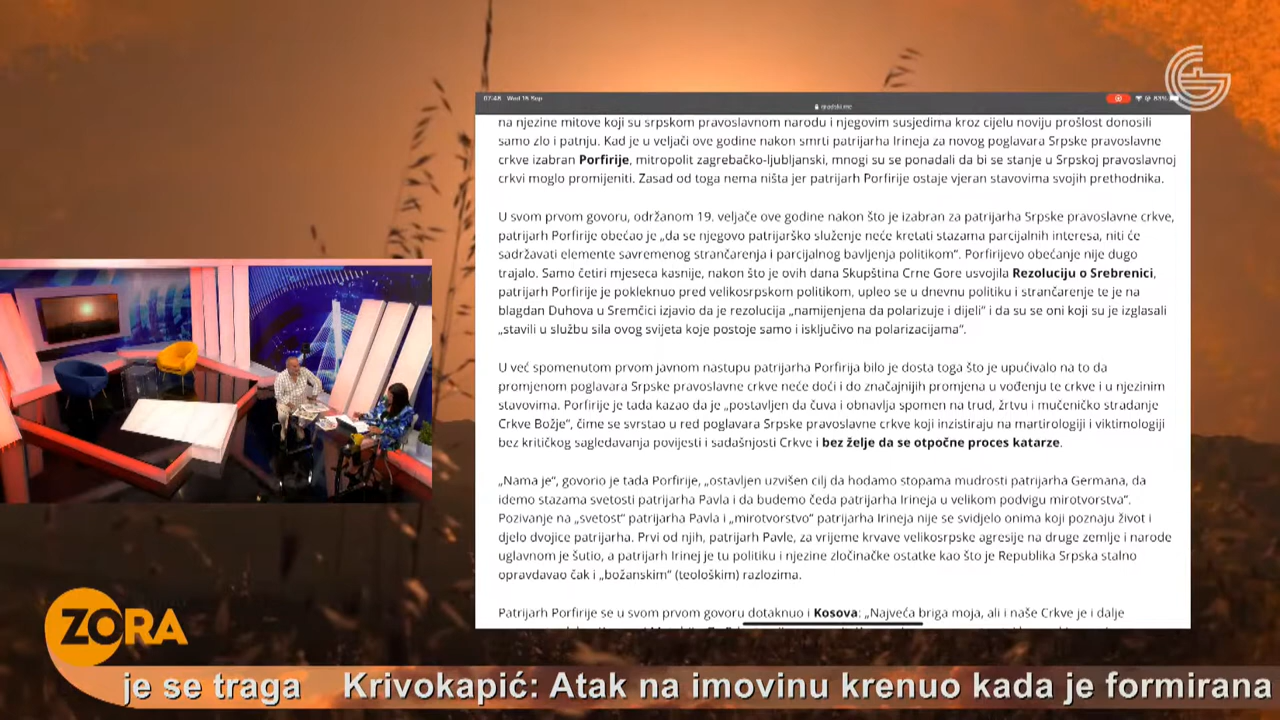 07:48 Wed 15 Sep
83%
na njezine mitove koji su srpskom pravoslavnom narodu i njegovim susjedima kroz cijelu noviju prošlost donosili
samo zlo i patnju. Kad je u veljači ove godine nakon smrti patrijarha Irineja za novog poglavara Srpske pravoslavne
crkve izabran Porfirije, mitropolit zagrebačko-ljubljanski, mnogi su se ponadali da bi se stanje u Srpskoj pravoslavnoj
crkvi moglo promijeniti. Zasad od toga nema ništa jer patrijarh Porfirije ostaje vjeran stavovima svojih prethodnika.
U svom prvom govoru, održanom 19. veljače ove godine nakon što je izabran za patrijarha Srpske pravoslavne crkve,
patrijarh Porfirije obećao je „da se njegovo patrijarško služenje neće kretati stazama parcijalnih interesa, niti će
sadržavati elemente savremenog strančarenja i parcijalnog bavljenja politikom“. Porfirijevo obećanje nije dugo
trajalo. Samo četiri mjeseca kasnije, nakon što je ovih dana Skupština Crne Gore usvojila Rezoluciju o Srebrenici,
patrijarh Porfirije je pokleknuo pred velikosrpskom politikom, upleo se u dnevnu politiku i strančarenje te je na
blagdan Duhova u Sremčici izjavio da je rezolucija „namijenjena da polarizuje i dijeli“ i da su se oni koji su je izglasali
„stavili u službu sila ovog svijeta koje postoje samo i isključivo na polarizacijama“.
U već spomenutom prvom javnom nastupu patrijarha Porfirija bilo je dosta toga što je upućivalo na to da
promjenom poglavara Srpske pravoslavne crkve neće doći i do značajnijih promjena u vođenju te crkve i u njezinim
stavovima. Porfirije je tada kazao da je „postavljen da čuva i obnavlja spomen na trud, žrtvu i mučeničko stradanje
Crkve Božje“, čime se svrstao u red poglavara Srpske pravoslavne crkve koji inzistiraju na martirologiji i viktimologiji
bez kritičkog sagledavanja povijesti i sadašnjosti Crkve i bez želje da se otpočne proces katarze.
„Nama je“, govorio je tada Porfirije, „ostavljen uzvišen cilj da hodamo stopama mudrosti patrijarha Germana, da
idemo stazama svetosti patrijarha Pavla i da budemo čeda patrijarha Irineja u velikom podvigu mirotvorstva“.
Pozivanje na „svetost“ patrijarha Pavla i „mirotvorstvo“ patrijarha Irineja nije se svidjelo onima koji poznaju život i
djelo dvojice patrijarha. Prvi od njih, patrijarh Pavle, za vrijeme krvave velikosrpske agresije na druge zemlje i narode
uglavnom je šutio, a patrijarh Irinej je tu politiku i njezine zločinačke ostatke kao što je Republika Srpska stalno
opravdavao čak i „božanskim“ (teološkim) razlozima.
Patrijarh Porfirije se u svom prvom govoru dotaknuo i Kosova: „Najveća briga moja, ali i naše Crkve je i dalje
ZORA
je se traga Krivokapić: Atak na imovinu krenuo kada je formirana